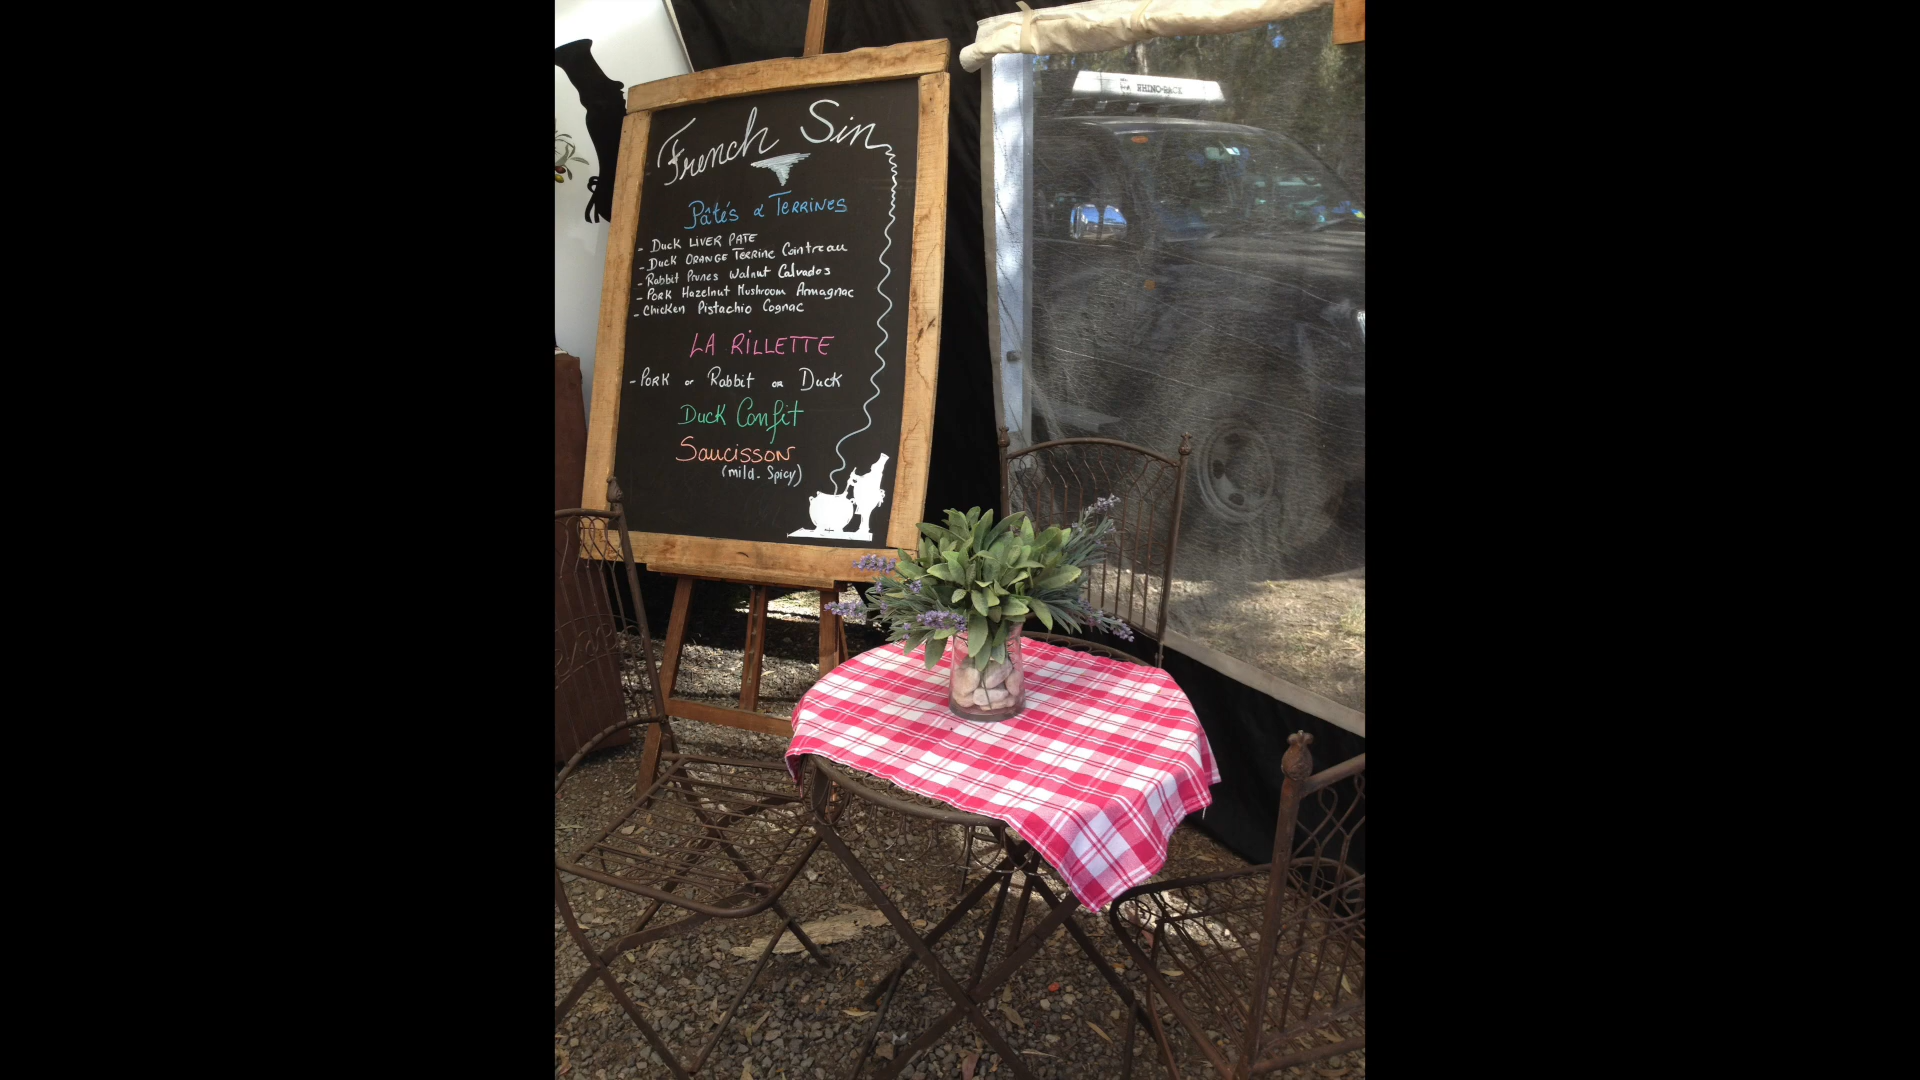 French Sin
Pâtés & Terrines
- Duck LIVER PATE
- Duck ORANGE Terrine Cointreau
- Rabbit Prunes Walnut Calvados
- PORK Hazelnut Mushroom Armagnac
- Chicken Pistachio Cognac
LA RILLETTE
- PORK or Rabbit or Duck
Duck Confit
Saucisson
(mild. Spicy)
RHINO-RACK